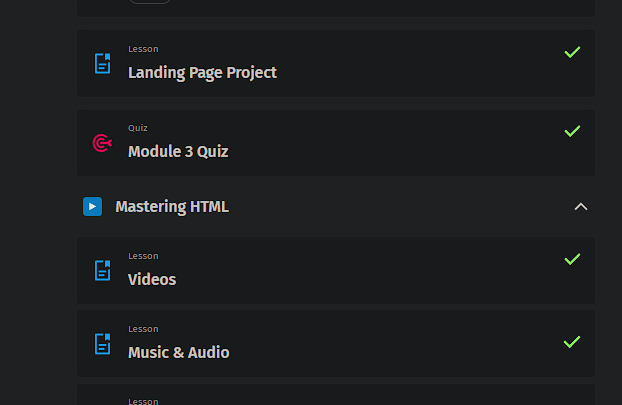 Lesson
Landing Page Project
Quiz
Module 3 Quiz
Mastering HTML
Lesson
Videos
Lesson
Music & Audio
Lesson